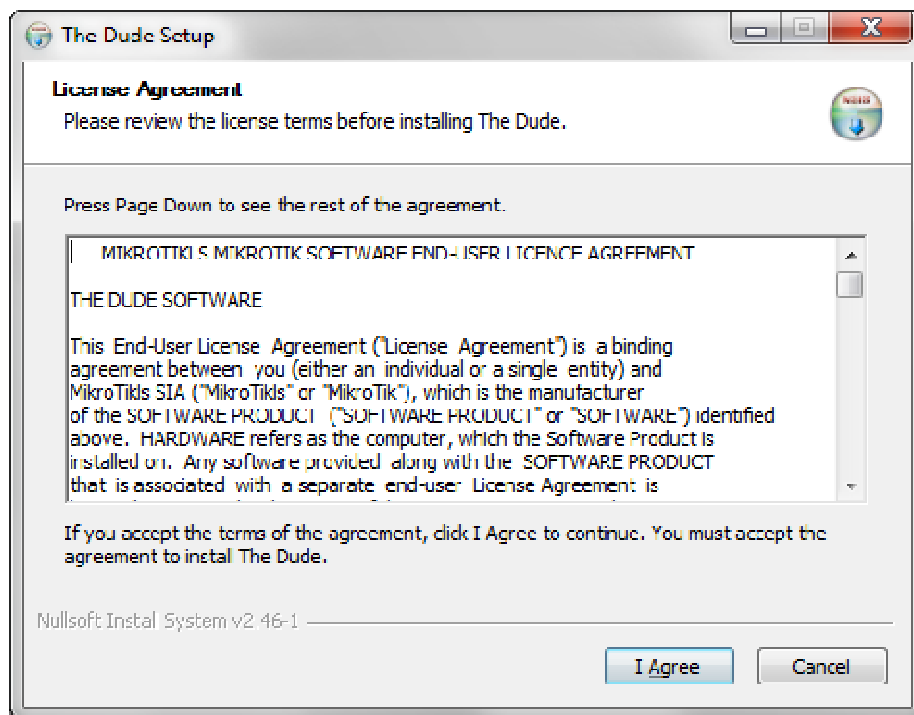 The Dude Setup
License Agreement
Please review the license terms before installing The Dude.
Press Page Down to see the rest of the agreement.
MIKROTIKLS MIKROTIK SOFTWARE END-USER LICENCE AGREEMENT
THE DUDE SOFTWARE
This End-User License Agreement ("License Agreement") is a binding
agreement between you (either an individual or a single entity) and
MikroTikls SIA ("MikroTikls" or "MikroTik"), which is the manufacturer
of the SOFTWARE PRODUCT ("SOFTWARE PRODUCT" or "SOFTWARE") identified
above. HARDWARE refers as the computer, which the Software Product is
installed on. Any software provided along with the SOFTWARE PRODUCT
that is associated with a separate end-user License Agreement is
If you accept the terms of the agreement, click I Agree to continue. You must accept the
agreement to install The Dude.
Nullsoft Install System v2.46-1
I Agree
Cancel